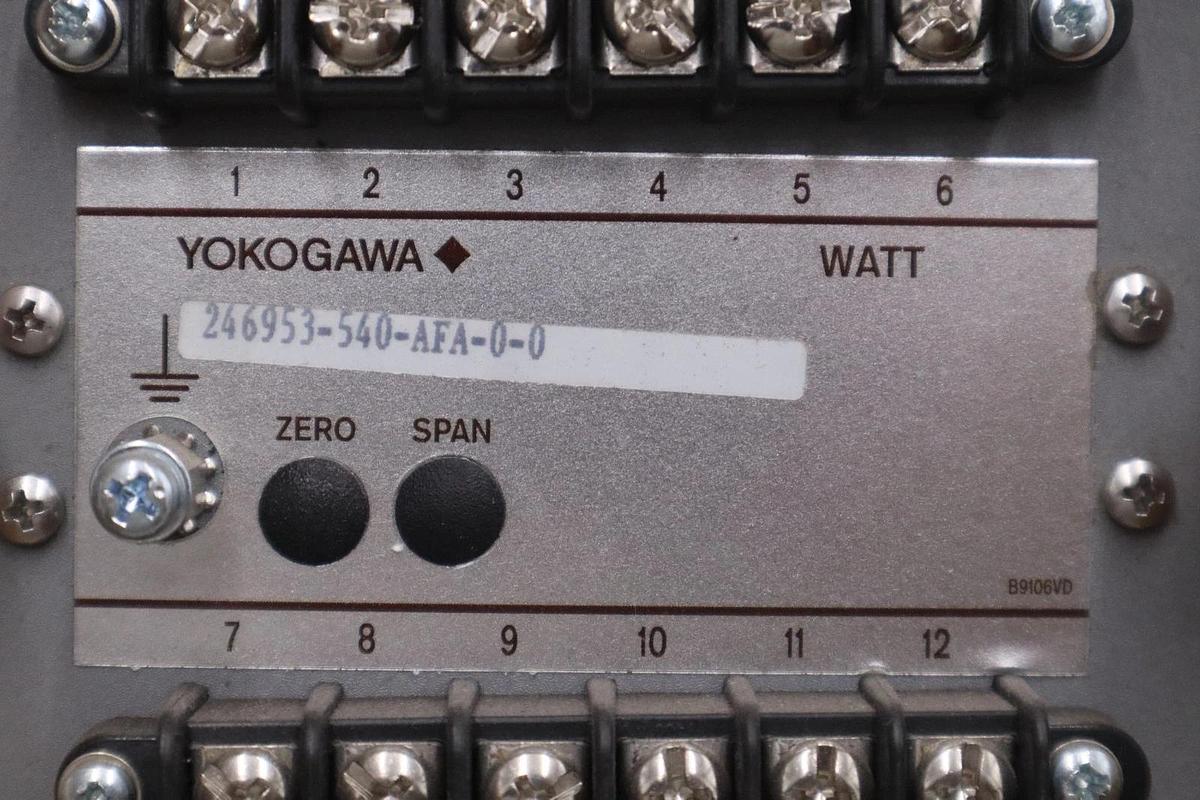 1 2 3 4 5 6
YOKOGAWA WATT
246953-540-AFA-0-0
ZERO SPAN
B9106VD
7 8 9 10 11 12